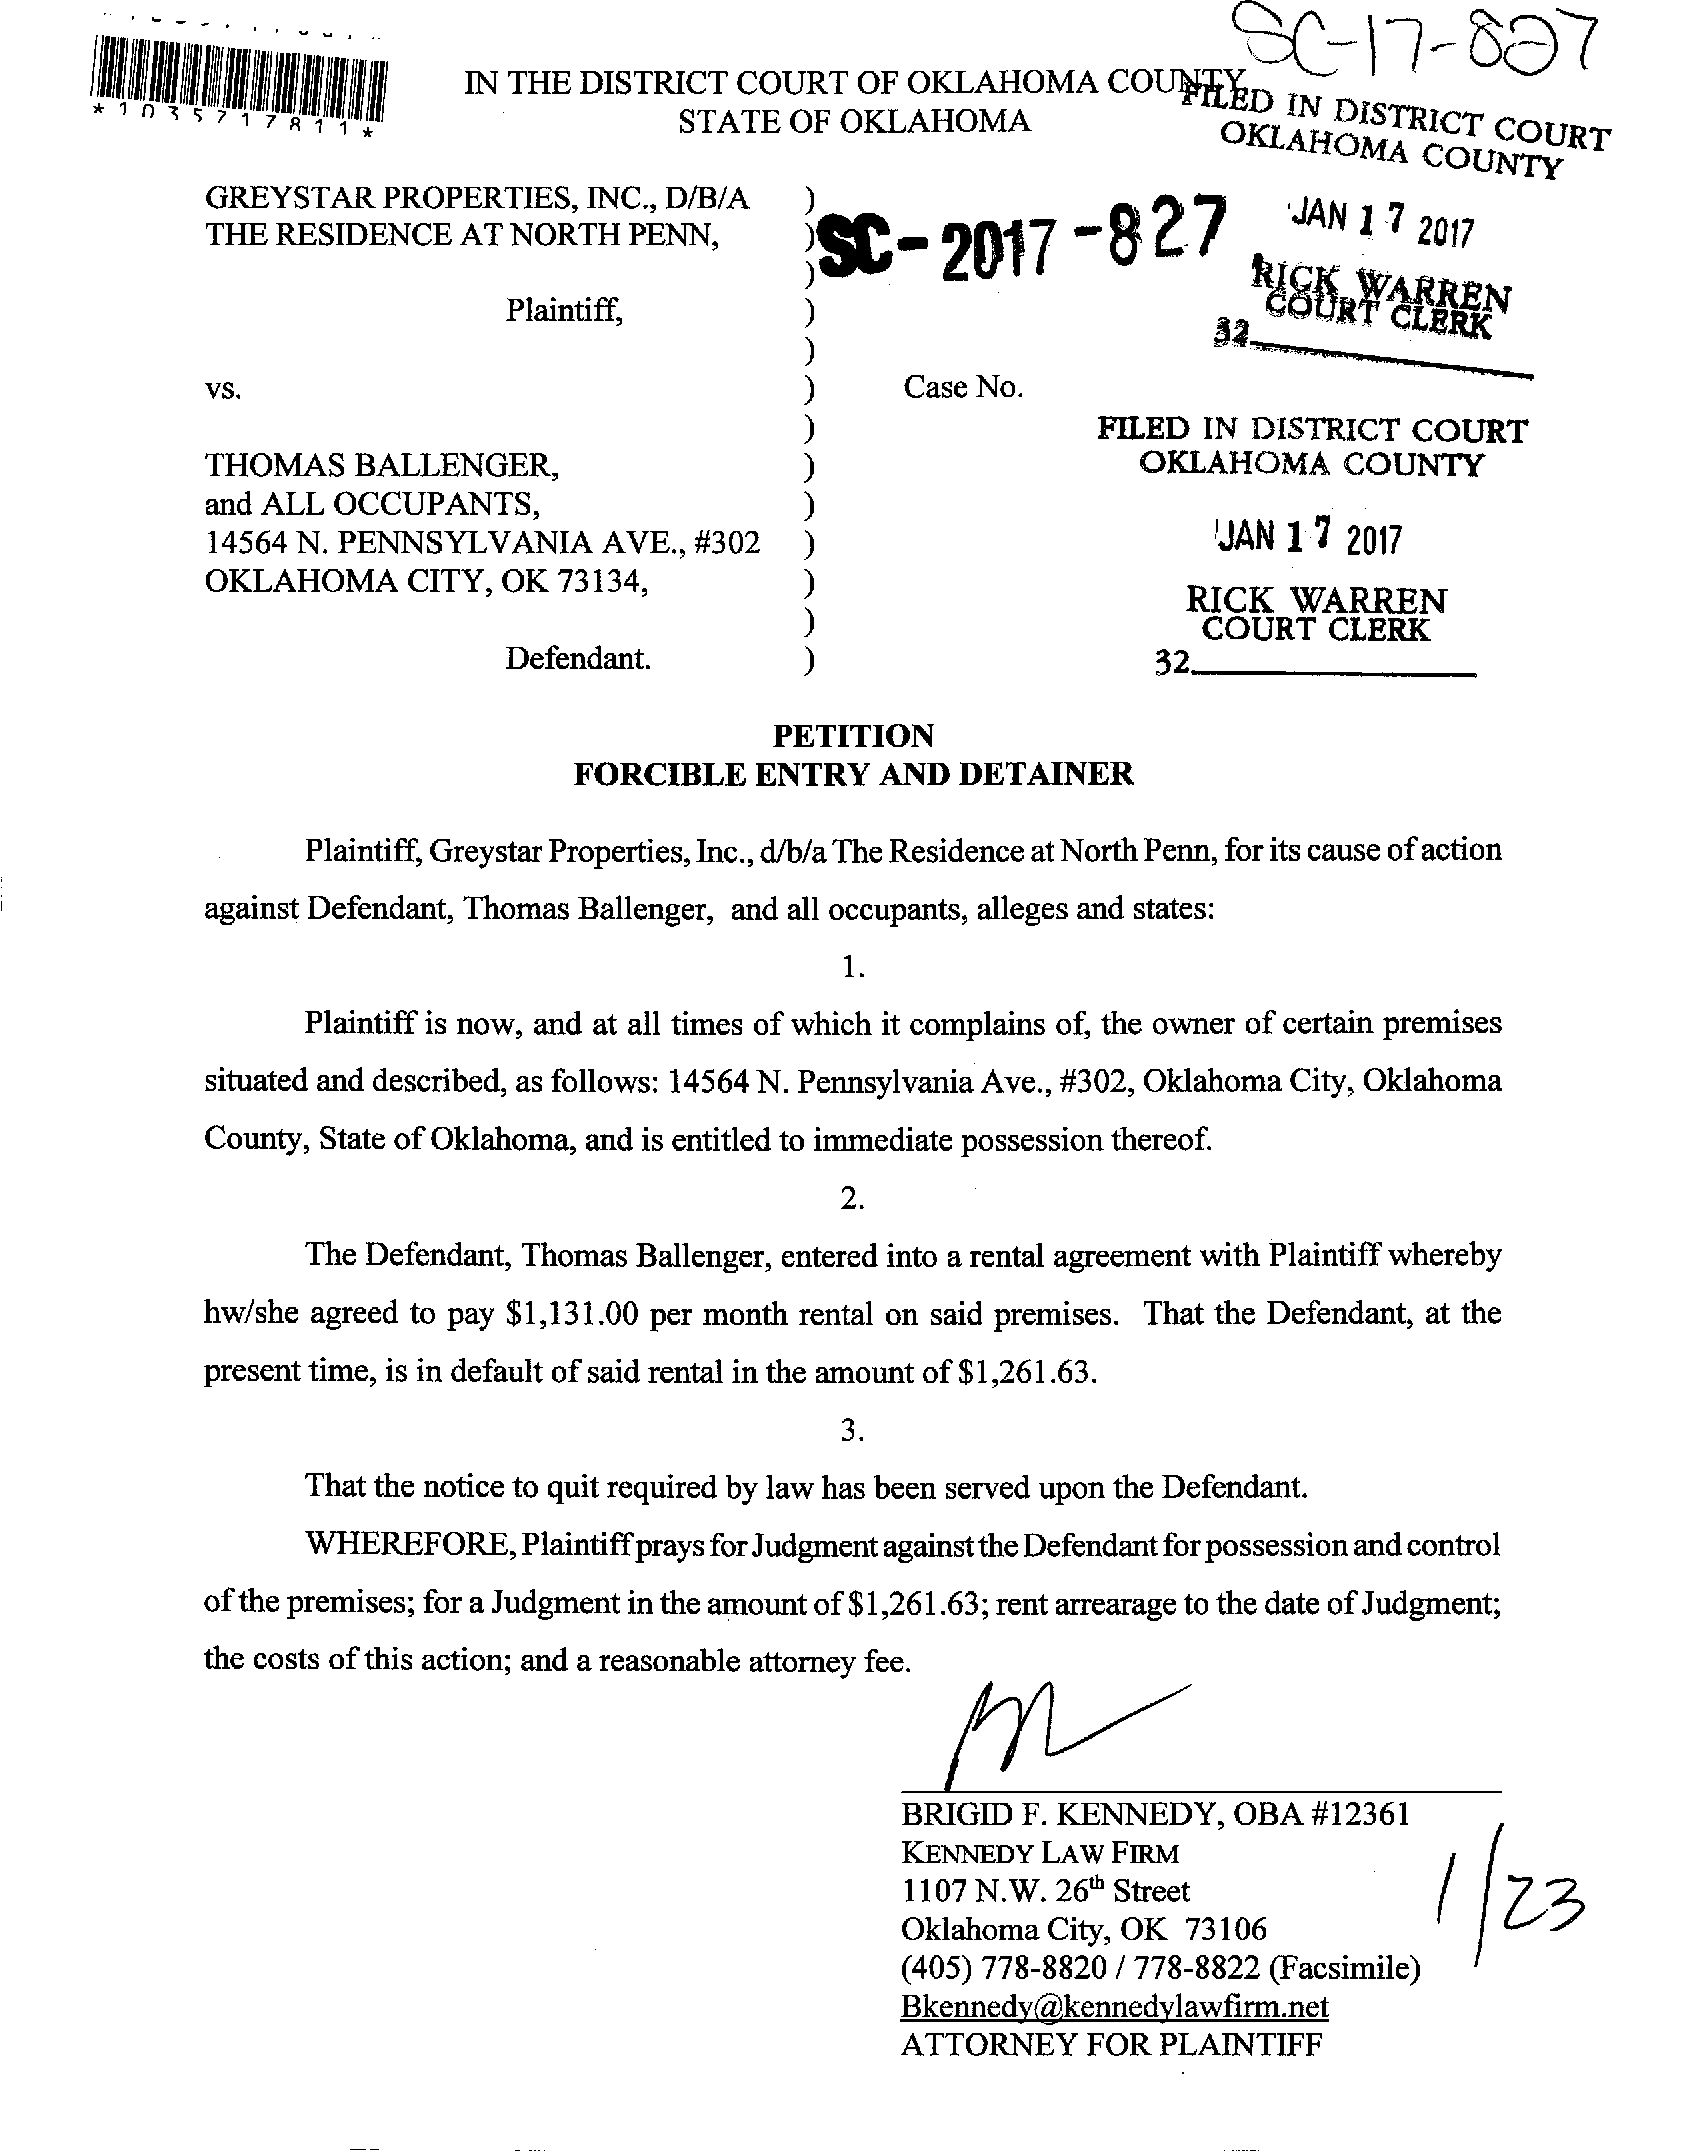 SC-17-827
*1035717811*
IN THE DISTRICT COURT OF OKLAHOMA COUNTY
STATE OF OKLAHOMA
FILED IN DISTRICT COURT
OKLAHOMA COUNTY
JAN 17 2017
RICK WARREN
COURT CLERK
32
GREYSTAR PROPERTIES, INC., D/B/A )
THE RESIDENCE AT NORTH PENN, )
SC-2017-827
)
Plaintiff, )
)
vs. ) Case No.
)
THOMAS BALLENGER, )
and ALL OCCUPANTS, )
14564 N. PENNSYLVANIA AVE., #302 )
OKLAHOMA CITY, OK 73134, )
)
Defendant. )
FILED IN DISTRICT COURT
OKLAHOMA COUNTY
JAN 17 2017
RICK WARREN
COURT CLERK
32
PETITION
FORCIBLE ENTRY AND DETAINER
Plaintiff, Greystar Properties, Inc., d/b/a The Residence at North Penn, for its cause of action
against Defendant, Thomas Ballenger, and all occupants, alleges and states:
1.
Plaintiff is now, and at all times of which it complains of, the owner of certain premises
situated and described, as follows: 14564 N. Pennsylvania Ave., #302, Oklahoma City, Oklahoma
County, State of Oklahoma, and is entitled to immediate possession thereof.
2.
The Defendant, Thomas Ballenger, entered into a rental agreement with Plaintiff whereby
hw/she agreed to pay $1,131.00 per month rental on said premises. That the Defendant, at the
present time, is in default of said rental in the amount of $1,261.63.
3.
That the notice to quit required by law has been served upon the Defendant.
WHEREFORE, Plaintiff prays for Judgment against the Defendant for possession and control
of the premises; for a Judgment in the amount of $1,261.63; rent arrearage to the date of Judgment;
the costs of this action; and a reasonable attorney fee.
BRIGID F. KENNEDY, OBA #12361
KENNEDY LAW FIRM
1107 N.W. 26th Street
Oklahoma City, OK 73106
(405) 778-8820 / 778-8822 (Facsimile)
Bkennedy@kennedylawfirm.net
ATTORNEY FOR PLAINTIFF
1/23